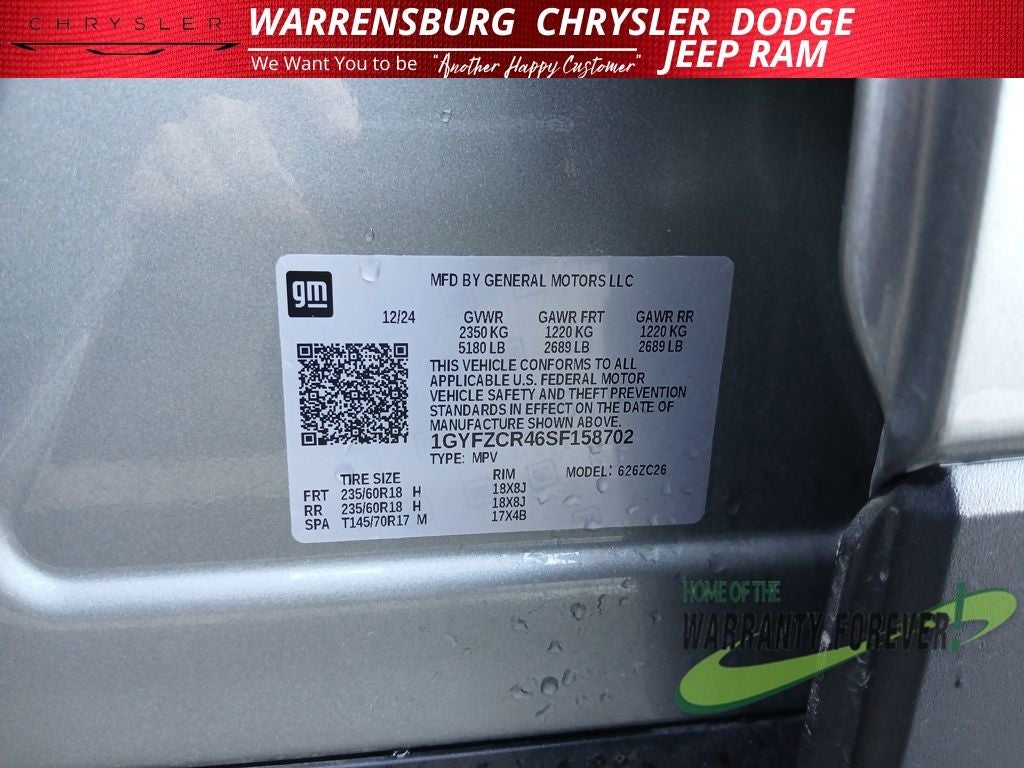 CHRYSLER
WARRENSBURG CHRYSLER DODGE
JEEP RAM
We Want You to be "Another Happy Customer"
gm
MFD BY GENERAL MOTORS LLC
12/24 GVWR GAWR FRT GAWR RR
2350 KG 1220 KG 1220 KG
5180 LB 2689 LB 2689 LB
THIS VEHICLE CONFORMS TO ALL
APPLICABLE U.S. FEDERAL MOTOR
VEHICLE SAFETY AND THEFT PREVENTION
STANDARDS IN EFFECT ON THE DATE OF
MANUFACTURE SHOWN ABOVE.
1GYFZCR46SF158702
TYPE: MPV
TIRE SIZE RIM MODEL: 626ZC26
FRT 235/60R18 H 18X8J
RR 235/60R18 H 18X8J
SPA T145/70R17 M 17X4B
HOME OF THE
WARRANTY FOREVER!